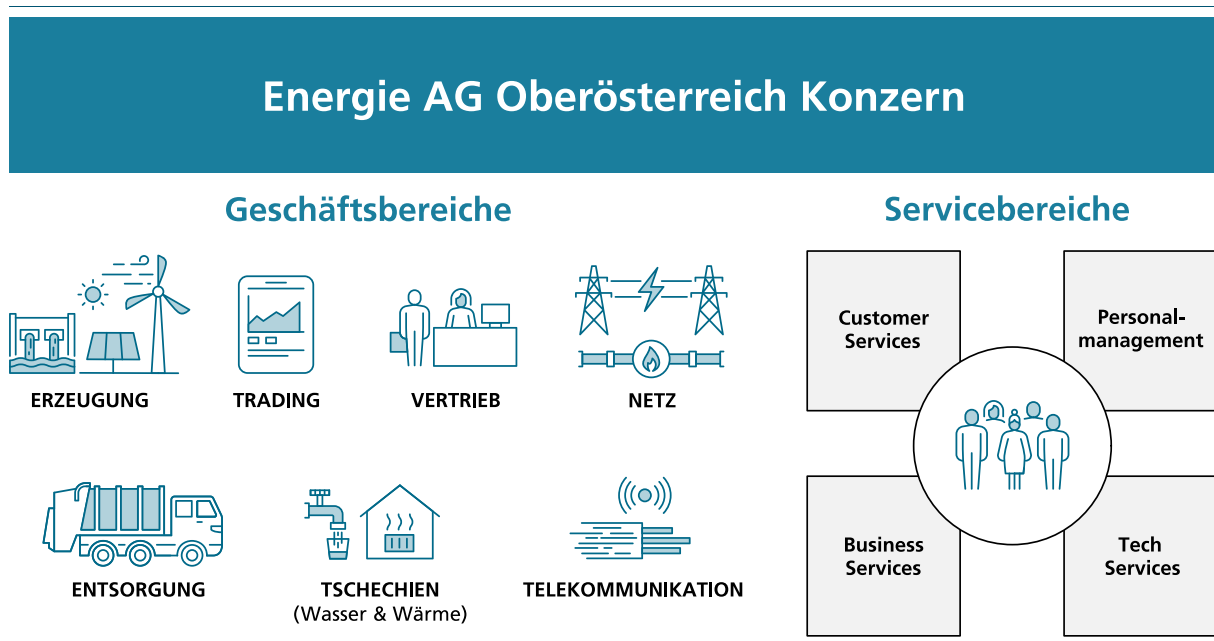 Energie AG Oberösterreich Konzern
Geschäftsbereiche
ERZEUGUNG
TRADING
VERTRIEB
NETZ
ENTSORGUNG
TSCHECHIEN
(Wasser & Wärme)
TELEKOMMUNIKATION
Servicebereiche
Customer
Services
Personal-
management
Business
Services
Tech
Services